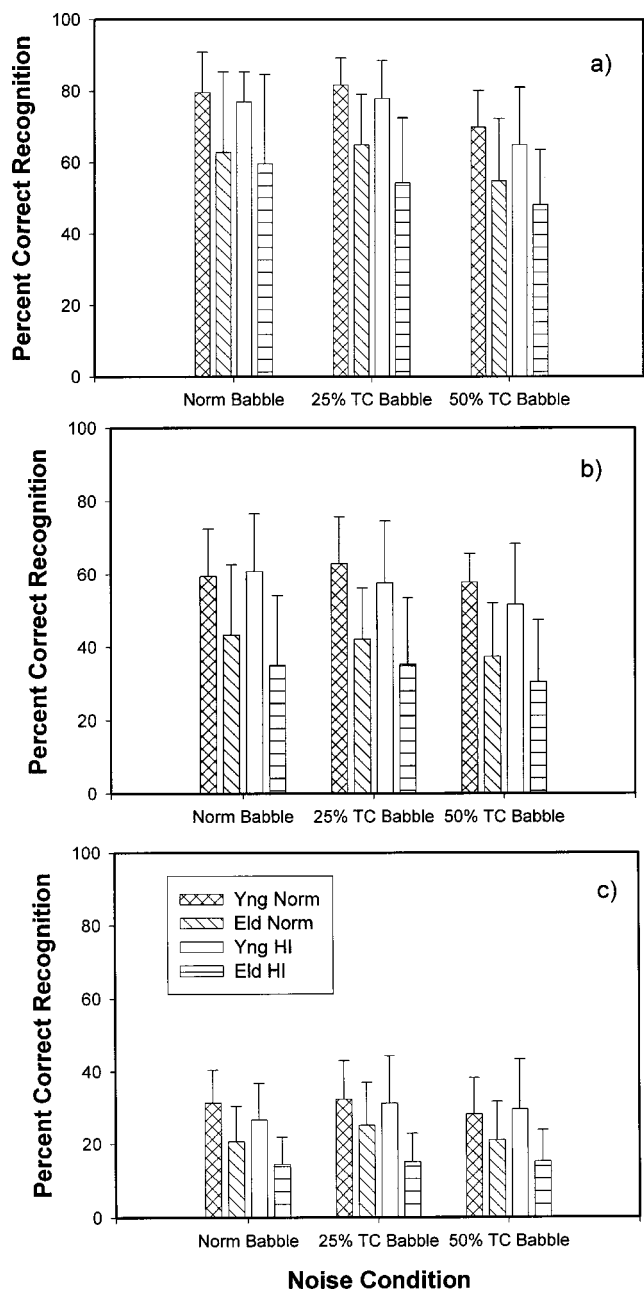 100
80
60
40
20
0
Percent Correct Recognition
a)
Norm Babble 25% TC Babble 50% TC Babble
100
80
60
40
20
0
Percent Correct Recognition
b)
Norm Babble 25% TC Babble 50% TC Babble
100
80
60
40
20
0
Percent Correct Recognition
c)
Yng Norm
Eld Norm
Yng HI
Eld HI
Norm Babble 25% TC Babble 50% TC Babble
Noise Condition